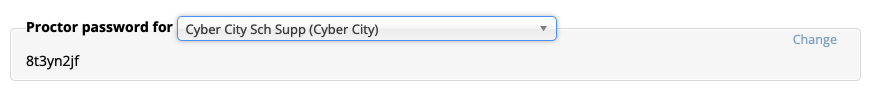 Proctor password for Cyber City Sch Supp (Cyber City)
Change
8t3yn2jf